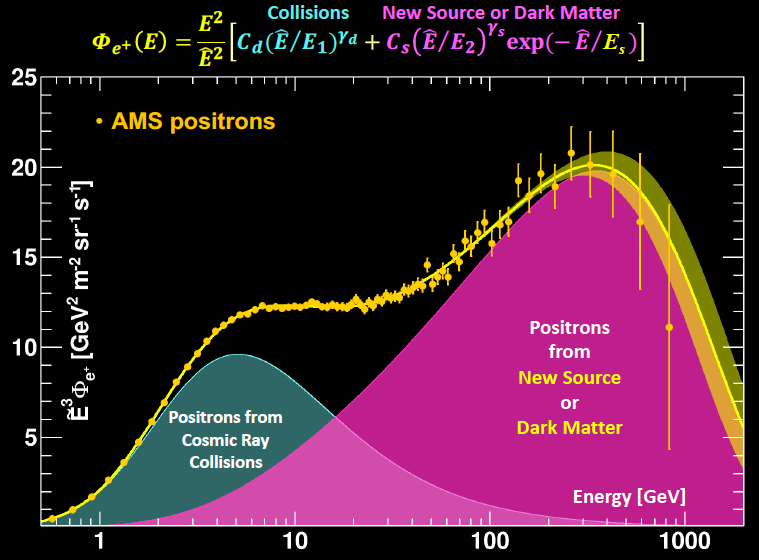 Collisions New Source or Dark Matter
Φe+(E) = E²/Ê² [Cd(Ê/E₁)^γd + Cs(Ê/E₂)^γs exp(−Ê/Es)]
25
• AMS positrons
20
15
10
5
Ẽ³Φe+ [GeV² m⁻² sr⁻¹ s⁻¹]
Positrons
from
New Source
or
Dark Matter
Positrons from
Cosmic Ray
Collisions
Energy [GeV]
1 10 100 1000